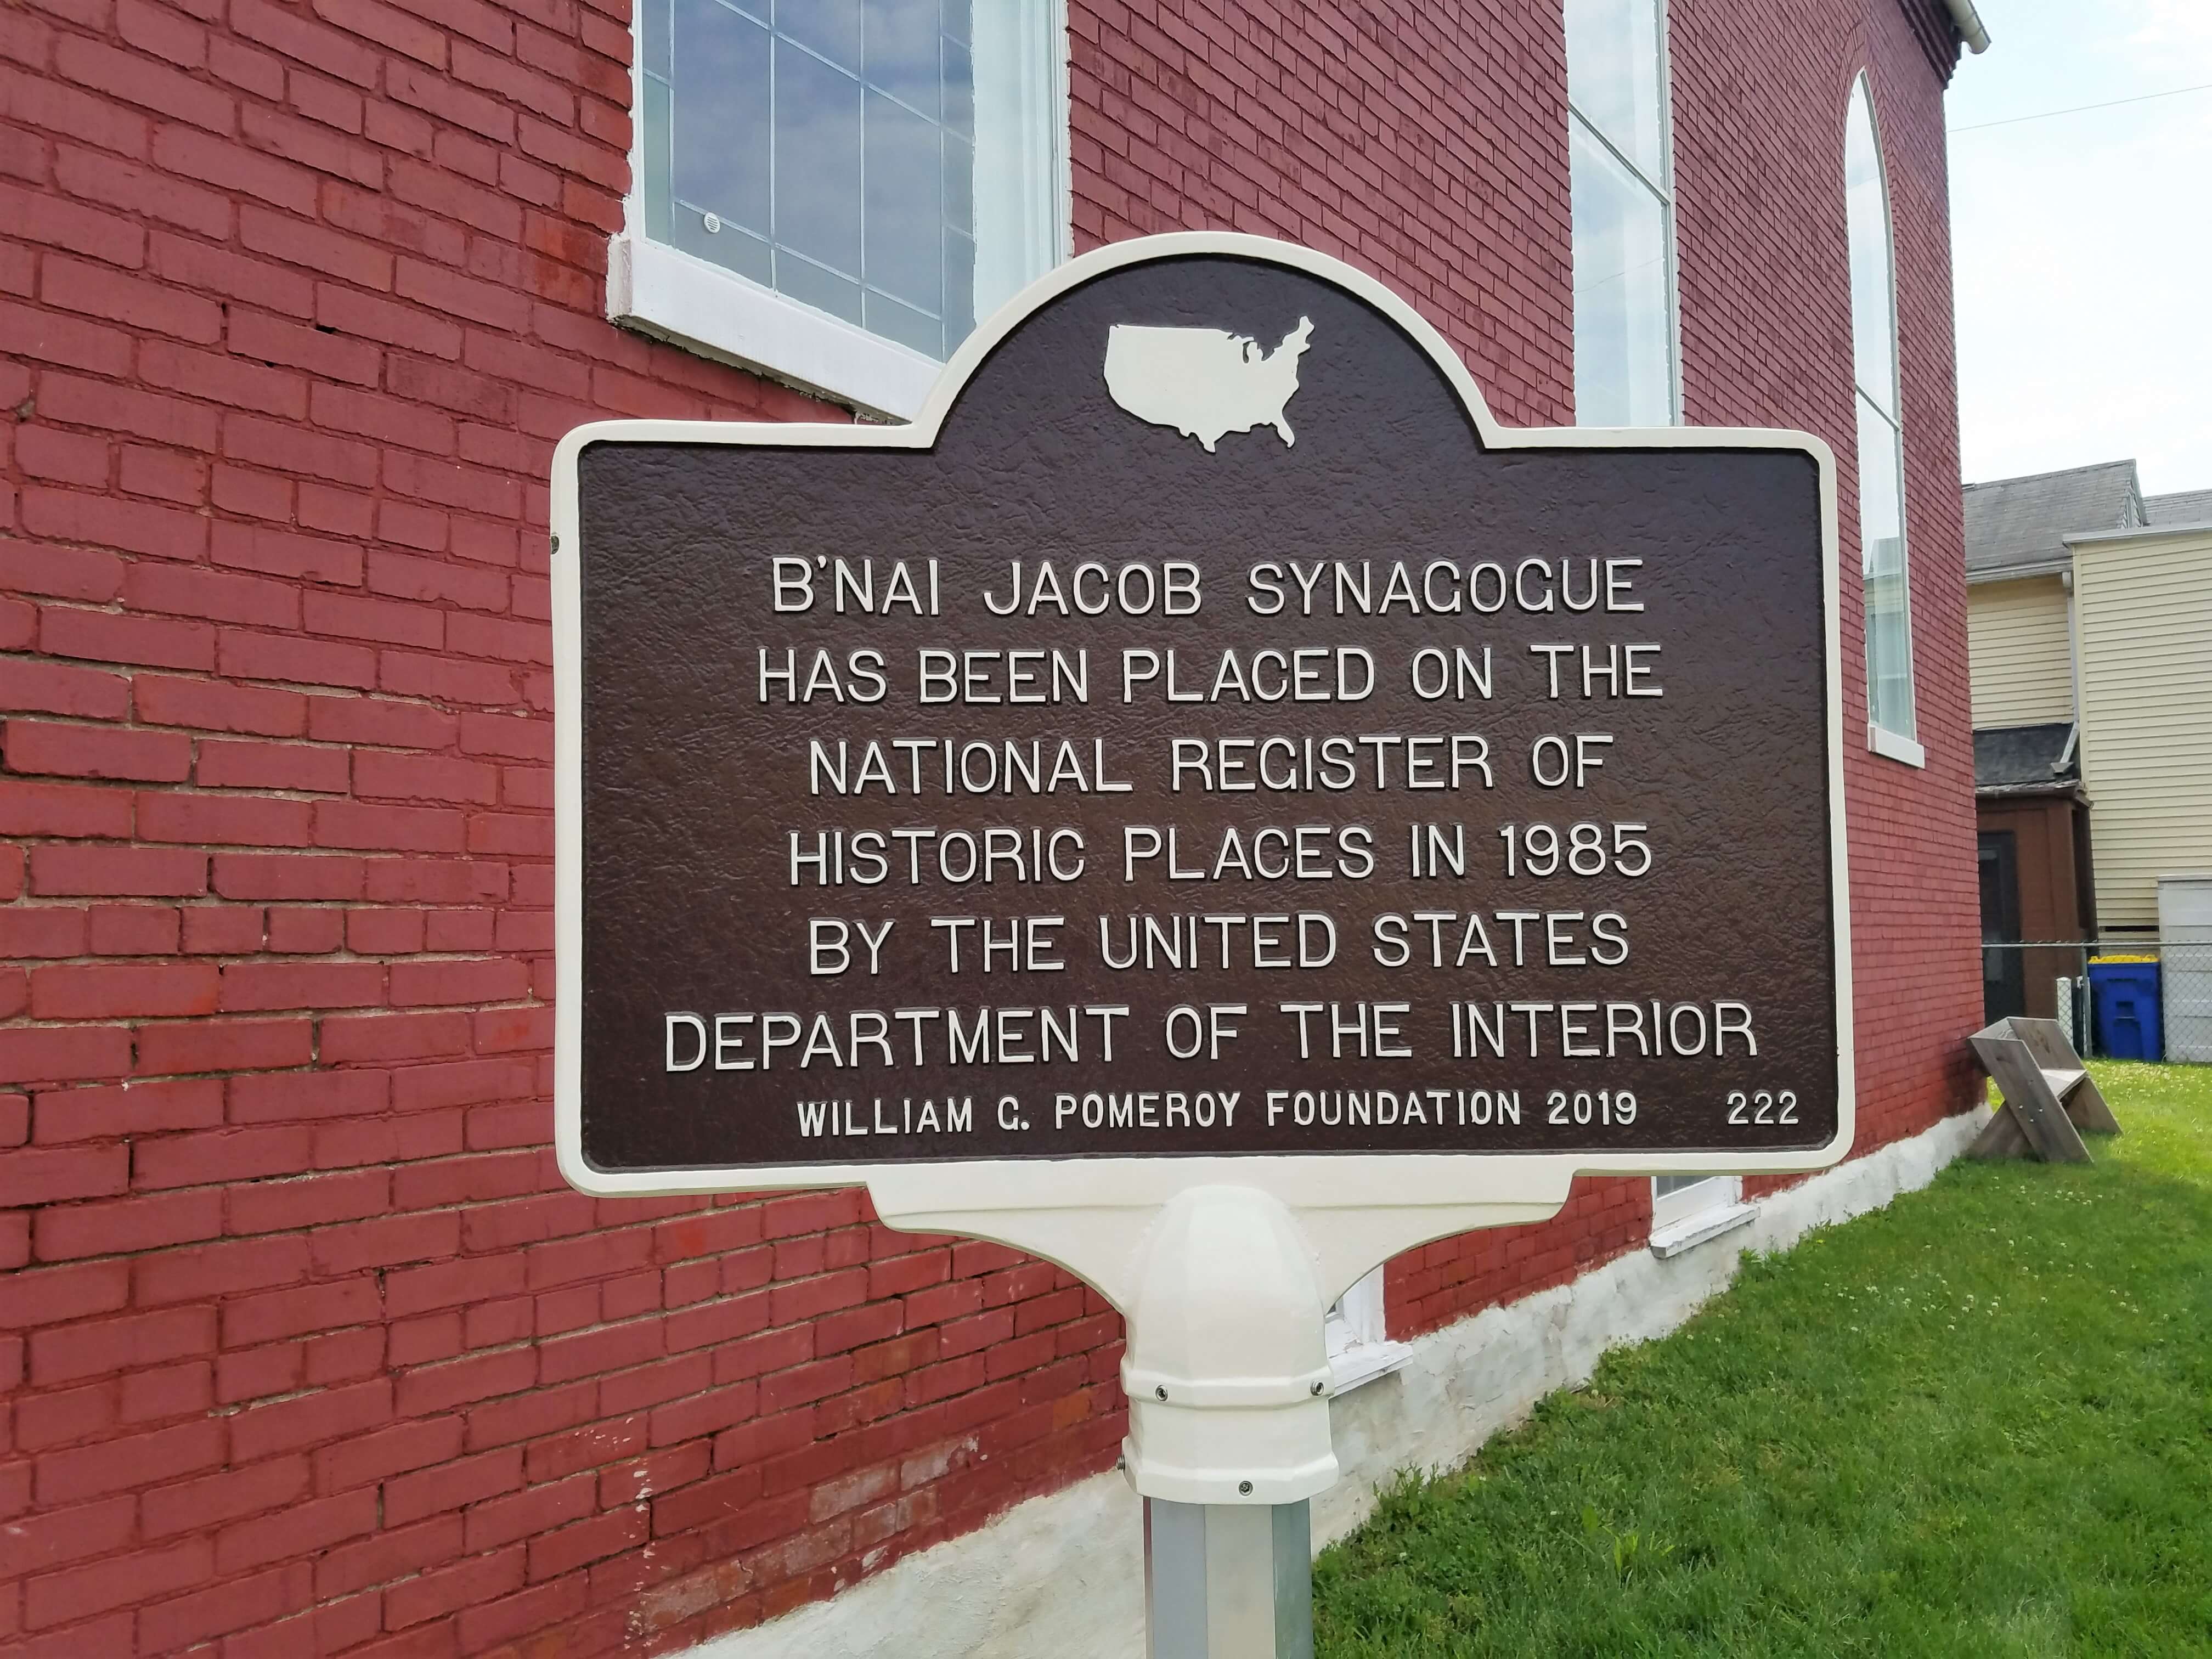 B'NAI JACOB SYNAGOGUE
HAS BEEN PLACED ON THE
NATIONAL REGISTER OF
HISTORIC PLACES IN 1985
BY THE UNITED STATES
DEPARTMENT OF THE INTERIOR
WILLIAM G. POMEROY FOUNDATION 2019 222